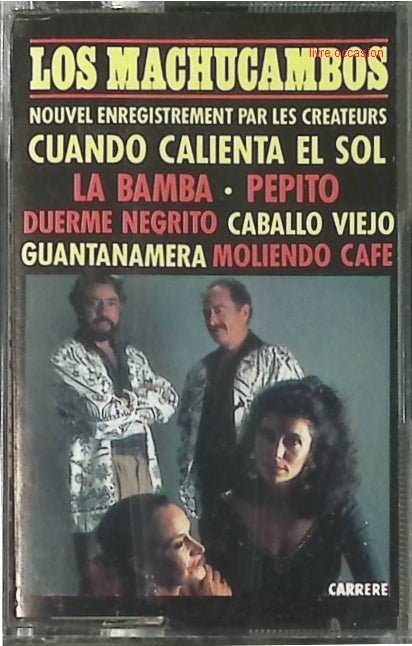 livre occasion
LOS MACHUCAMBOS
NOUVEL ENREGISTREMENT PAR LES CREATEURS
CUANDO CALIENTA EL SOL
LA BAMBA • PEPITO
DUERME NEGRITO CABALLO VIEJO
GUANTANAMERA MOLIENDO CAFE
CARRERE